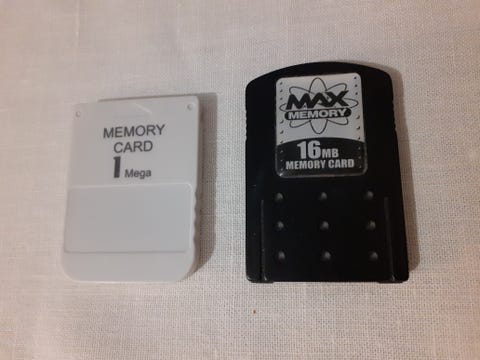 MEMORY
CARD
1 Mega
MAX
MEMORY
16MB
MEMORY CARD